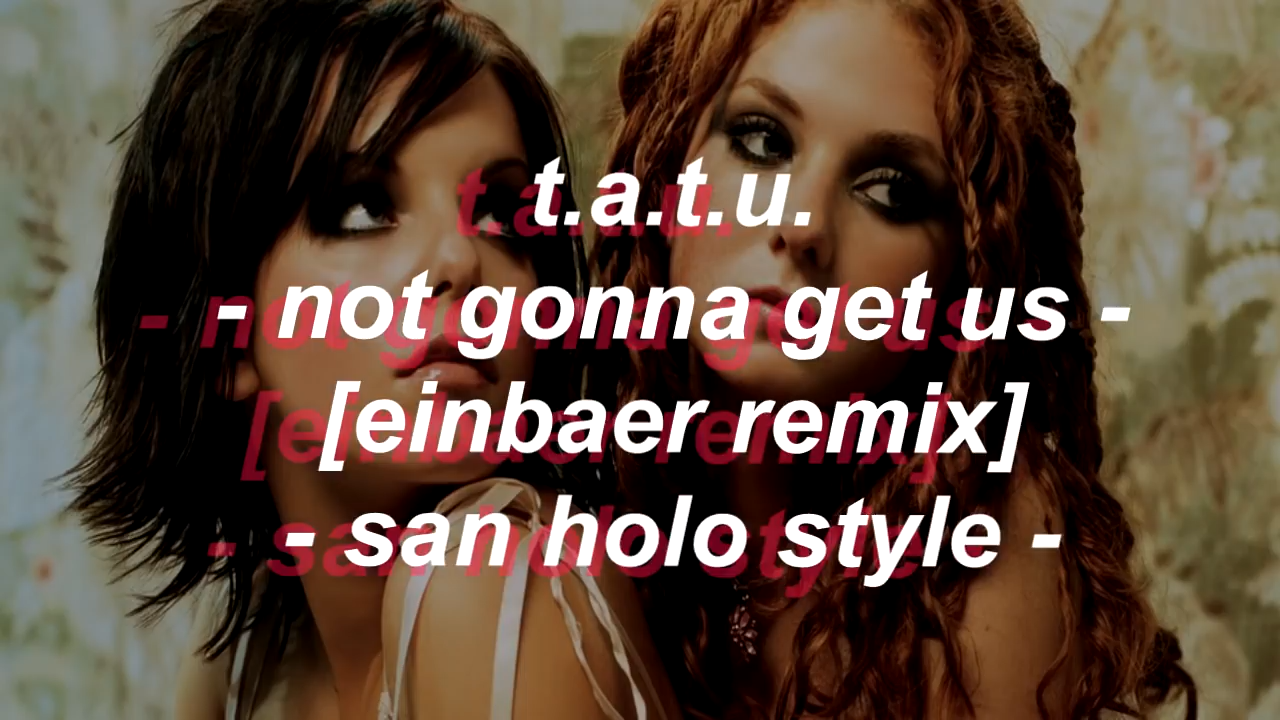 t.a.t.u.
- not gonna get us -
[einbaer remix]
- san holo style -